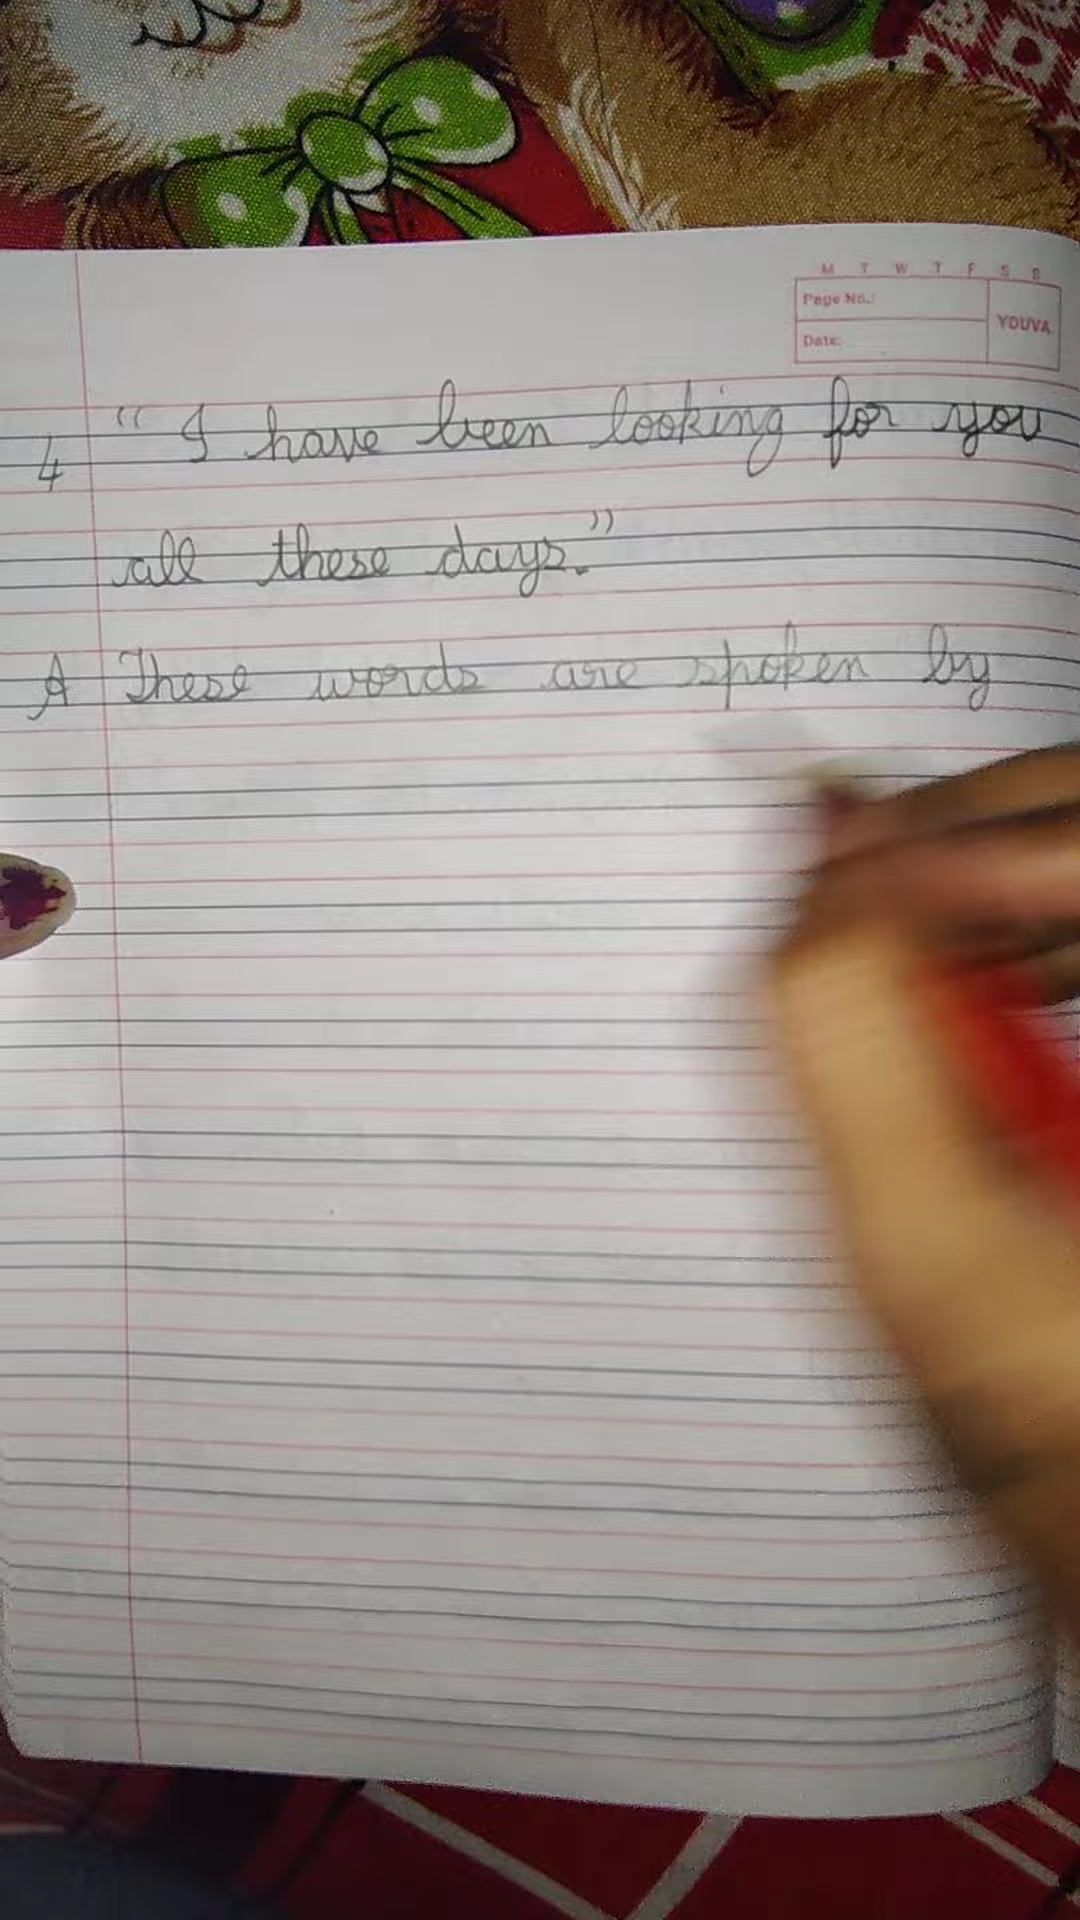 M T W T F S S
Page No.:
YOUVA
Date:
4 “ I have been looking for you
all these days.”
A These words are spoken by